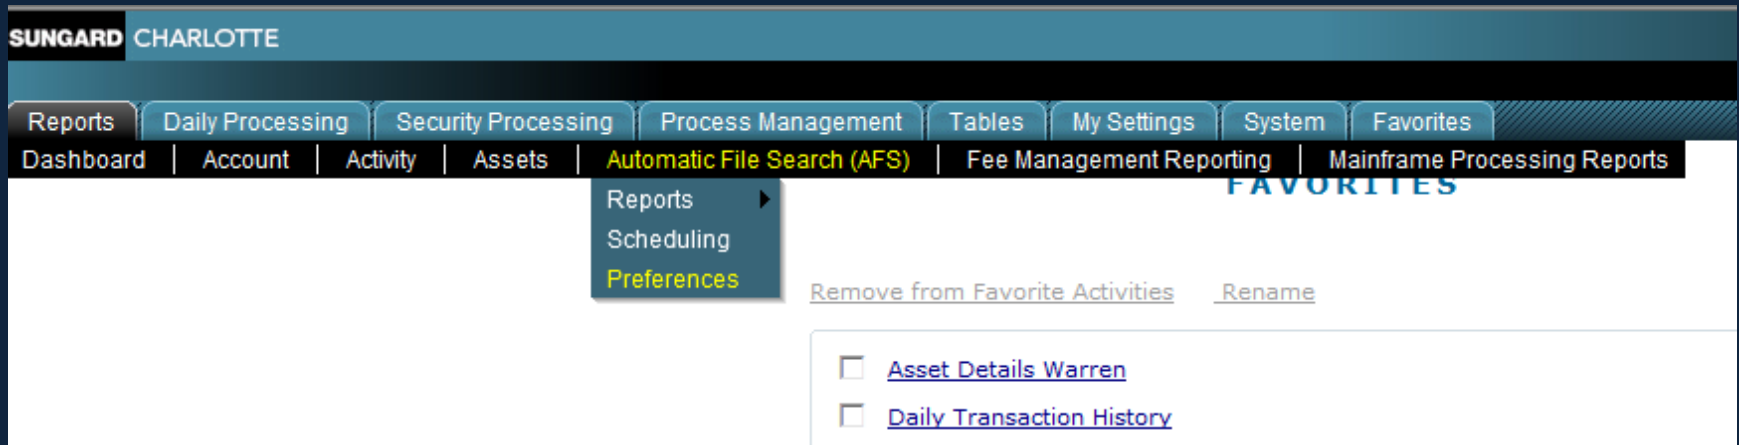 SUNGARD CHARLOTTE
Reports Daily Processing Security Processing Process Management Tables My Settings System Favorites
Dashboard | Account | Activity | Assets | Automatic File Search (AFS) | Fee Management Reporting | Mainframe Processing Reports
FAVORITES
Reports
Scheduling
Preferences
Remove from Favorite Activities Rename
Asset Details Warren
Daily Transaction History